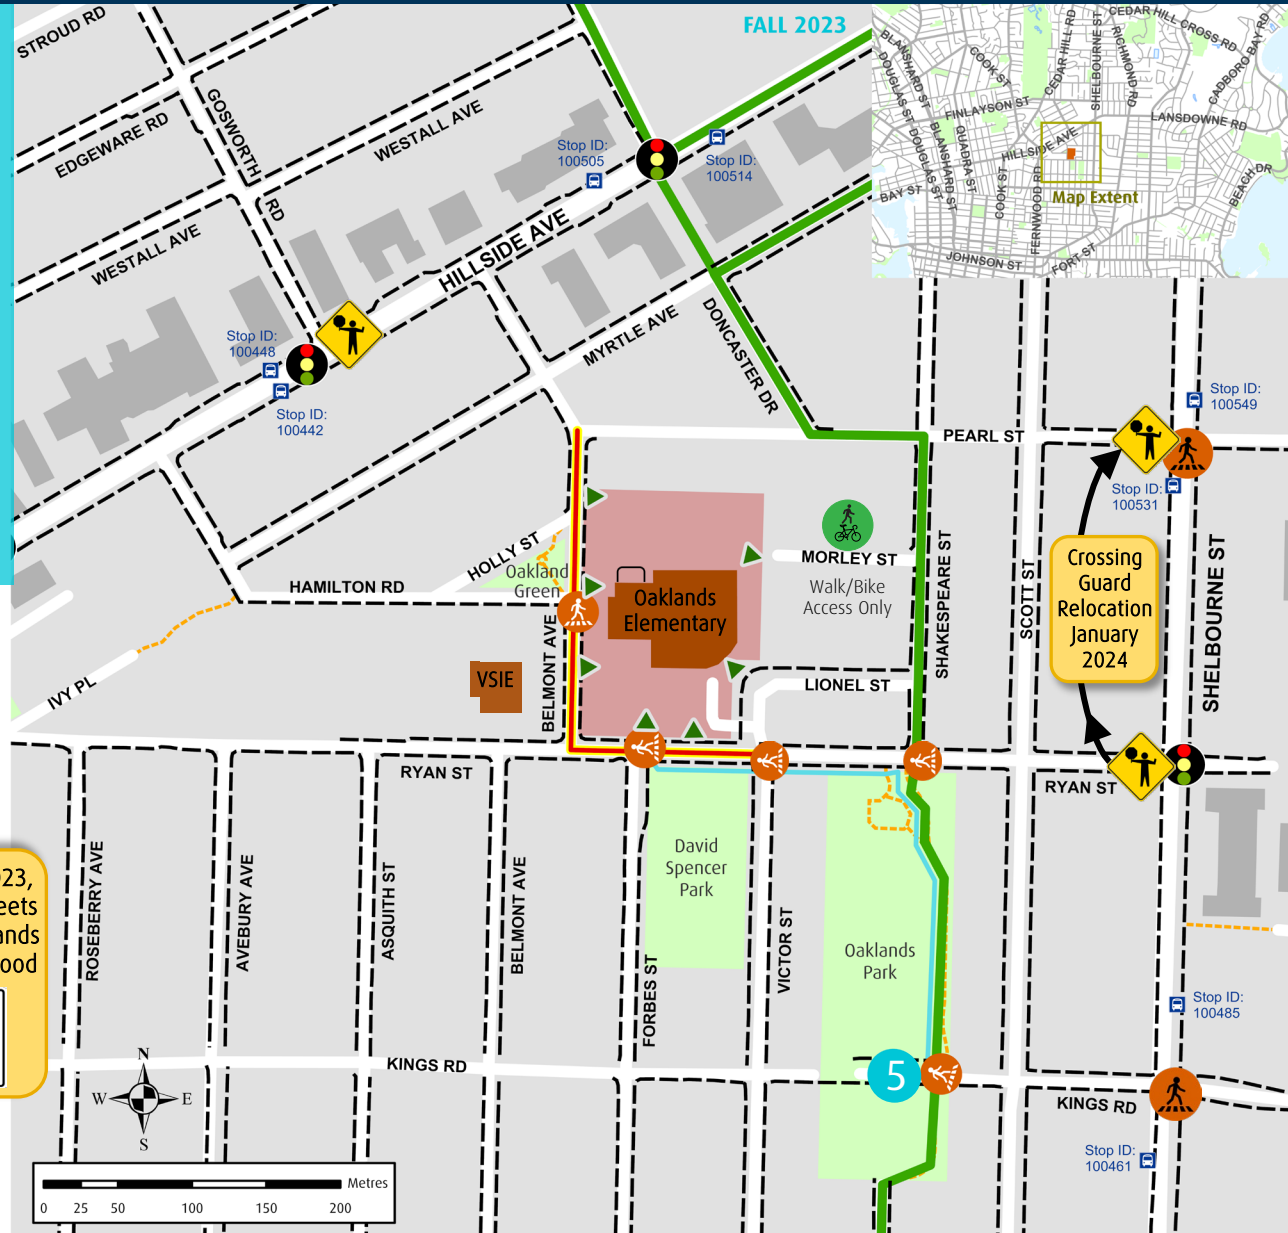 FALL 2023
STROUD RD
EDGEWARE RD
GOSWORTH
RD
WESTALL AVE
WESTALL AVE
HILLSIDE AVE
Stop ID:
100505
Stop ID:
100514
Stop ID:
100448
Stop ID:
100442
MYRTLE AVE
DONCASTER DR
CEDAR HILL CROSS RD
CEDAR HILL RD
SHELBOURNE ST
RICHMOND RD
CADBORO BAY RD
BLANSHARD ST
DOUGLAS ST
COOK ST
FINLAYSON ST
LANSDOWNE RD
BLANSHARD ST
DOUGLAS ST
QUADRA ST
HILLSIDE AVE
BAY ST
COOK ST
FERNWOOD RD
BEACH DR
Map Extent
JOHNSON ST
FORT ST
PEARL ST
Stop ID:
100549
Stop ID:
100531
HOLLY ST
Oakland
Green
HAMILTON RD
Oaklands
Elementary
MORLEY ST
Walk/Bike
Access Only
SHAKESPEARE ST
SCOTT ST
SHELBOURNE ST
Crossing
Guard
Relocation
January
2024
VSIE
BELMONT AVE
LIONEL ST
IVY PL
RYAN ST
RYAN ST
ROSEBERRY AVE
AVEBURY AVE
ASQUITH ST
BELMONT AVE
FORBES ST
VICTOR ST
David
Spencer
Park
Oaklands
Park
23,
eets
ands
ood
Stop ID:
100485
KINGS RD
5
KINGS RD
Stop ID:
100461
N
W
E
S
Metres
0 25 50 100 150 200